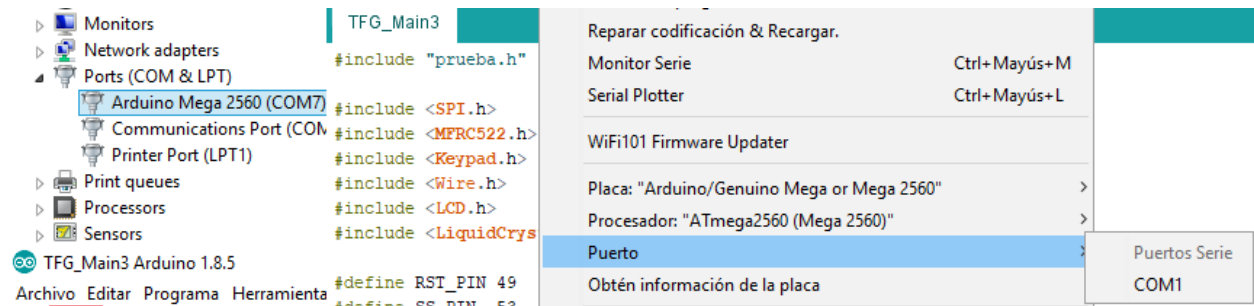 Monitors
Network adapters
Ports (COM & LPT)
Arduino Mega 2560 (COM7)
Communications Port (COM
Printer Port (LPT1)
Print queues
Processors
Sensors
TFG_Main3 Arduino 1.8.5
Archivo Editar Programa Herramienta
TFG_Main3
#include "prueba.h"
#include <SPI.h>
#include <MFRC522.h>
#include <Keypad.h>
#include <Wire.h>
#include <LCD.h>
#include <LiquidCrys
#define RST_PIN 49
#define SS_PIN 53
Reparar codificación & Recargar.
Monitor Serie Ctrl+Mayús+M
Serial Plotter Ctrl+Mayús+L
WiFi101 Firmware Updater
Placa: "Arduino/Genuino Mega or Mega 2560"
Procesador: "ATmega2560 (Mega 2560)"
Puerto
Obtén información de la placa
Puertos Serie
COM1